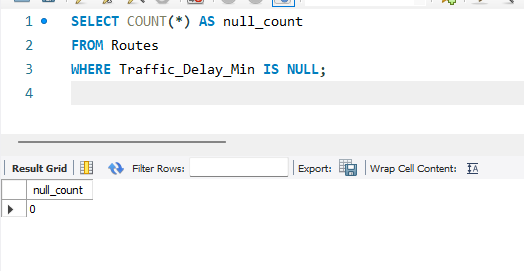 1 SELECT COUNT(*) AS null_count
2 FROM Routes
3 WHERE Traffic_Delay_Min IS NULL;
4
Result Grid Filter Rows: Export: Wrap Cell Content:
null_count
0